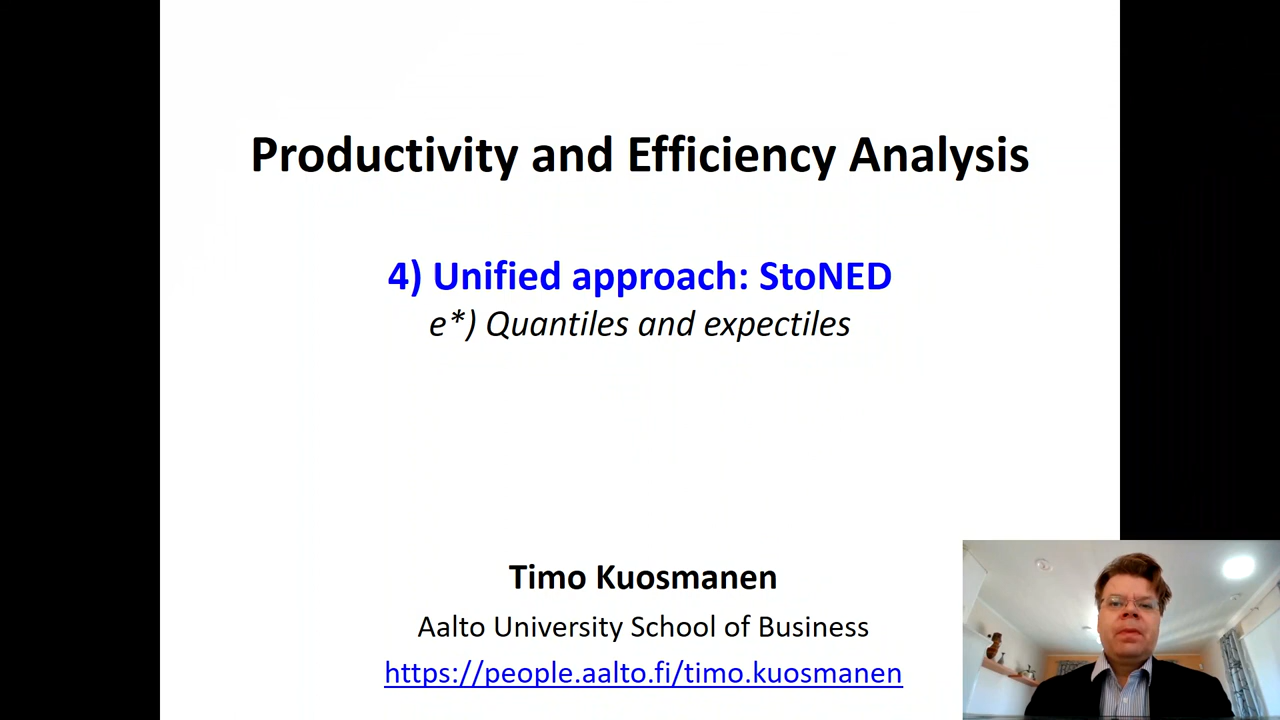 Productivity and Efficiency Analysis
4) Unified approach: StoNED
e*) Quantiles and expectiles
Timo Kuosmanen
Aalto University School of Business
https://people.aalto.fi/timo.kuosmanen